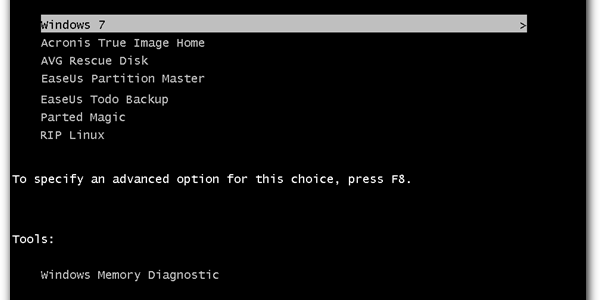 Windows 7 >
Acronis True Image Home
AVG Rescue Disk
EaseUs Partition Master
EaseUs Todo Backup
Parted Magic
RIP Linux
To specify an advanced option for this choice, press F8.
Tools:
Windows Memory Diagnostic